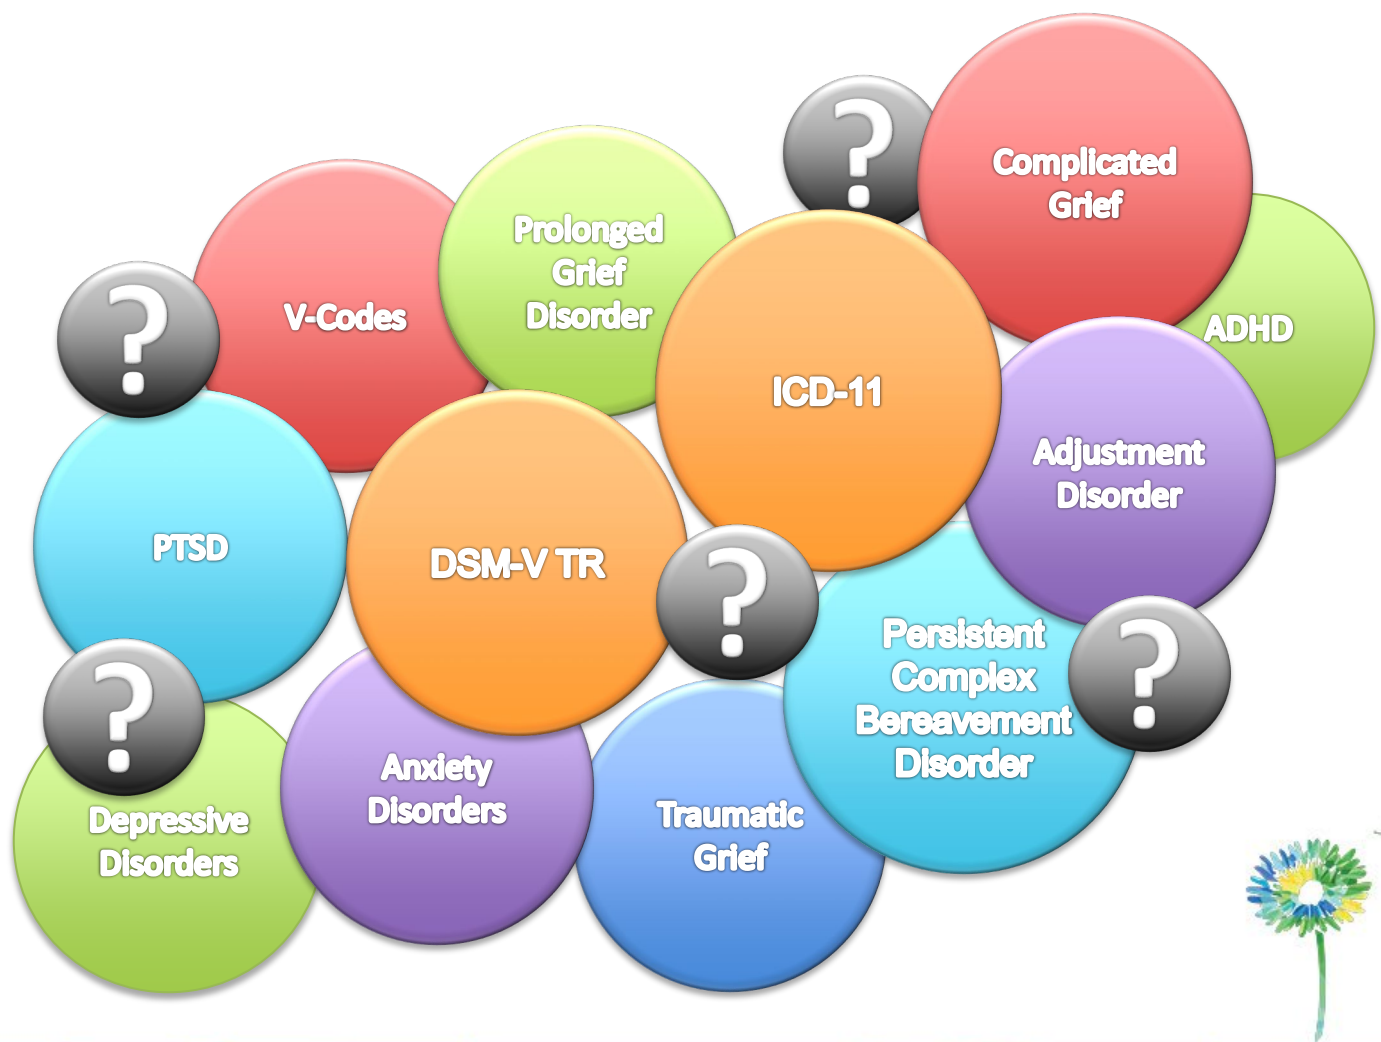 ?
Complicated
Grief
Prolonged
Grief
Disorder
?
V-Codes
ADHD
ICD-11
Adjustment
Disorder
PTSD
DSM-V TR
?
?
Persistent
Complex
Bereavement
Disorder
?
Anxiety
Disorders
Depressive
Disorders
Traumatic
Grief